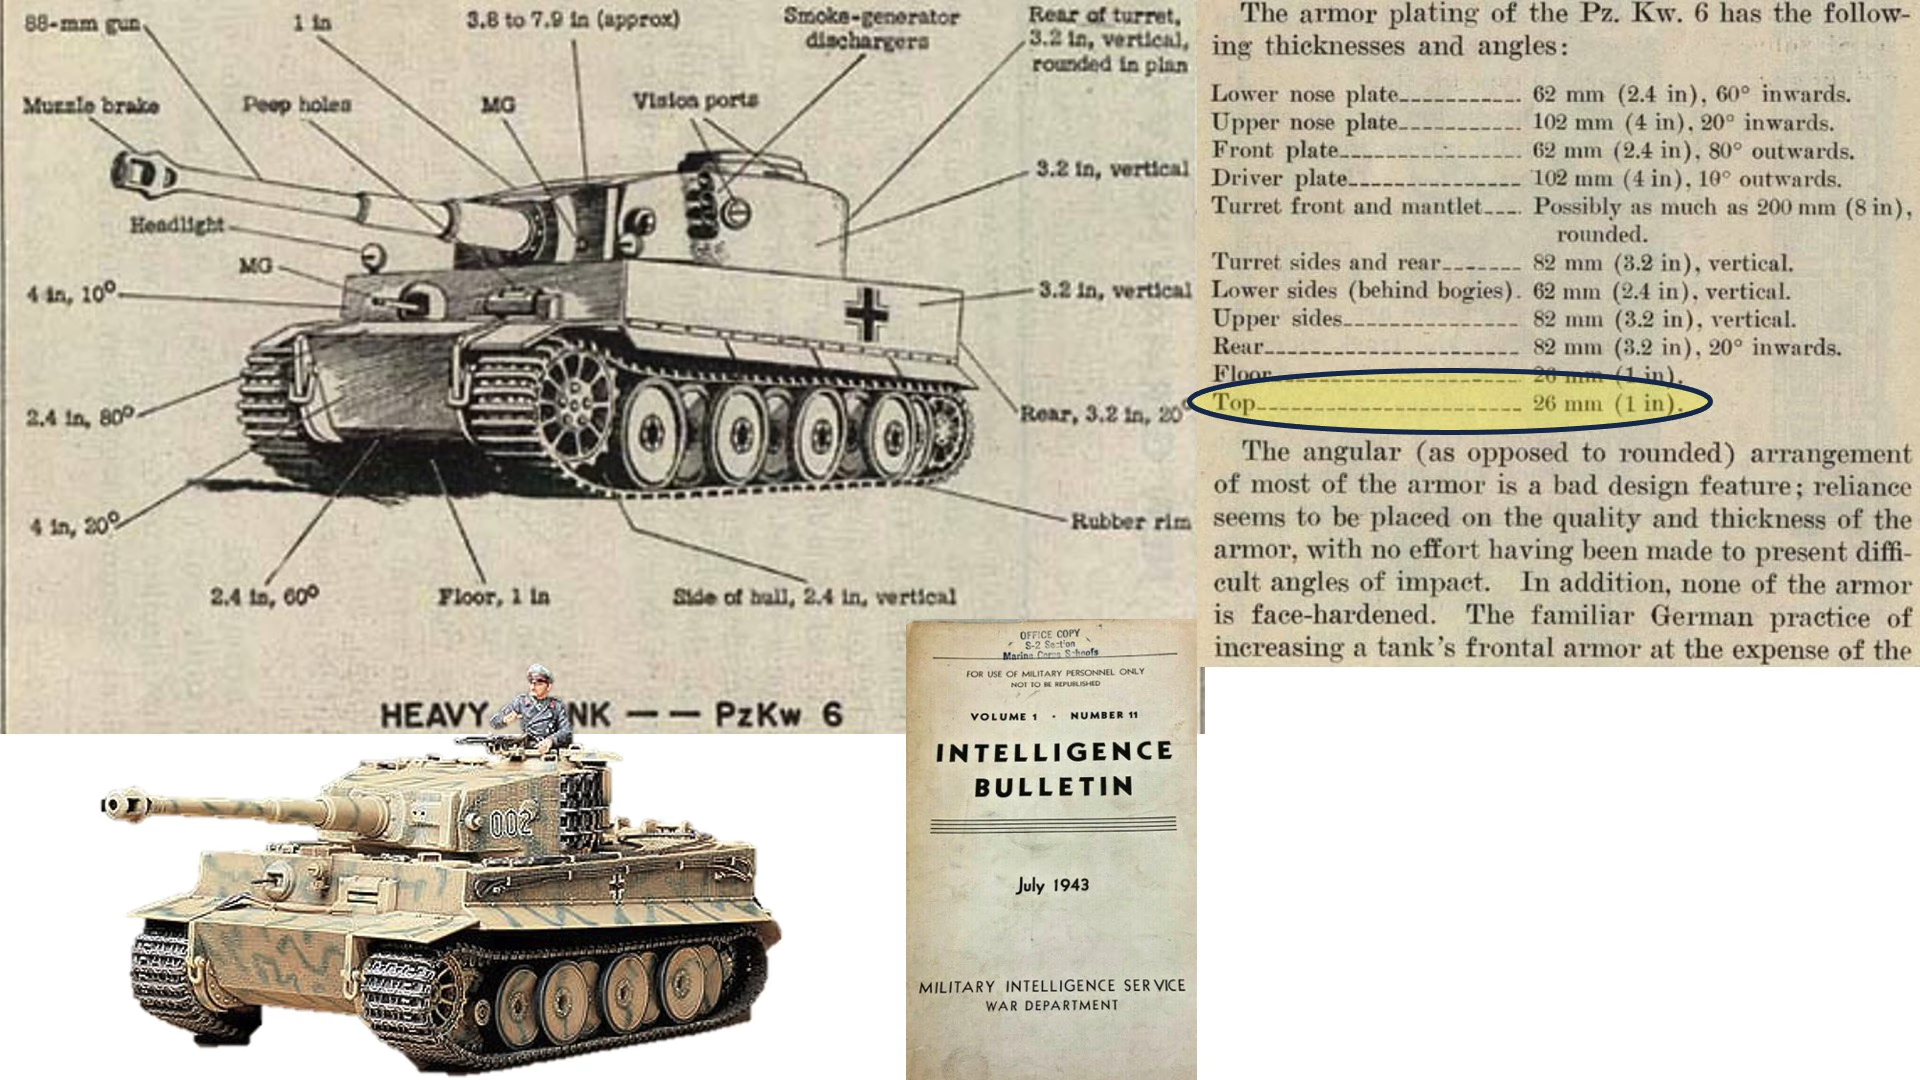 88-mm gun
1 in
3.8 to 7.9 in (approx)
Smoke-generator
dischargers
Rear of turret,
3.2 in, vertical,
rounded in plan
Muzzle brake
Peep holes
MG
Vision ports
3.2 in, vertical
Headlight
MG
4 in, 10°
3.2 in, vertical
2.4 in, 80°
Rear, 3.2 in, 20°
4 in, 20°
Rubber rim
2.4 in, 60°
Floor, 1 in
Side of hull, 2.4 in, vertical
HEAVY NK — — PzKw 6
The armor plating of the Pz. Kw. 6 has the follow-
ing thicknesses and angles:
Lower nose plate 62 mm (2.4 in), 60° inwards.
Upper nose plate 102 mm (4 in), 20° inwards.
Front plate 62 mm (2.4 in), 80° outwards.
Driver plate 102 mm (4 in), 10° outwards.
Turret front and mantlet Possibly as much as 200 mm (8 in),
rounded.
Turret sides and rear 82 mm (3.2 in), vertical.
Lower sides (behind bogies). 62 mm (2.4 in), vertical.
Upper sides 82 mm (3.2 in), vertical.
Rear 82 mm (3.2 in), 20° inwards.
Floor 26 mm (1 in).
Top 26 mm (1 in).
The angular (as opposed to rounded) arrangement
of most of the armor is a bad design feature; reliance
seems to be placed on the quality and thickness of the
armor, with no effort having been made to present diffi-
cult angles of impact. In addition, none of the armor
is face-hardened. The familiar German practice of
increasing a tank's frontal armor at the expense of the
OFFICE COPY
S-2 Section
Marine Corps Schools
FOR USE OF MILITARY PERSONNEL ONLY
NOT TO BE REPUBLISHED
VOLUME 1 · NUMBER 11
INTELLIGENCE
BULLETIN
July 1943
MILITARY INTELLIGENCE SERVICE
WAR DEPARTMENT
002